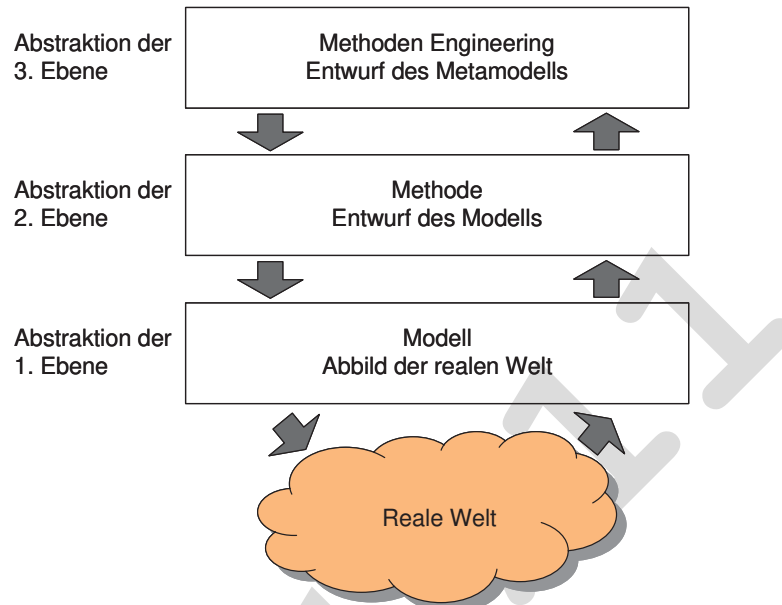 Abstraktion der
3. Ebene
Methoden Engineering
Entwurf des Metamodells
Abstraktion der
2. Ebene
Methode
Entwurf des Modells
Abstraktion der
1. Ebene
Modell
Abbild der realen Welt
Reale Welt